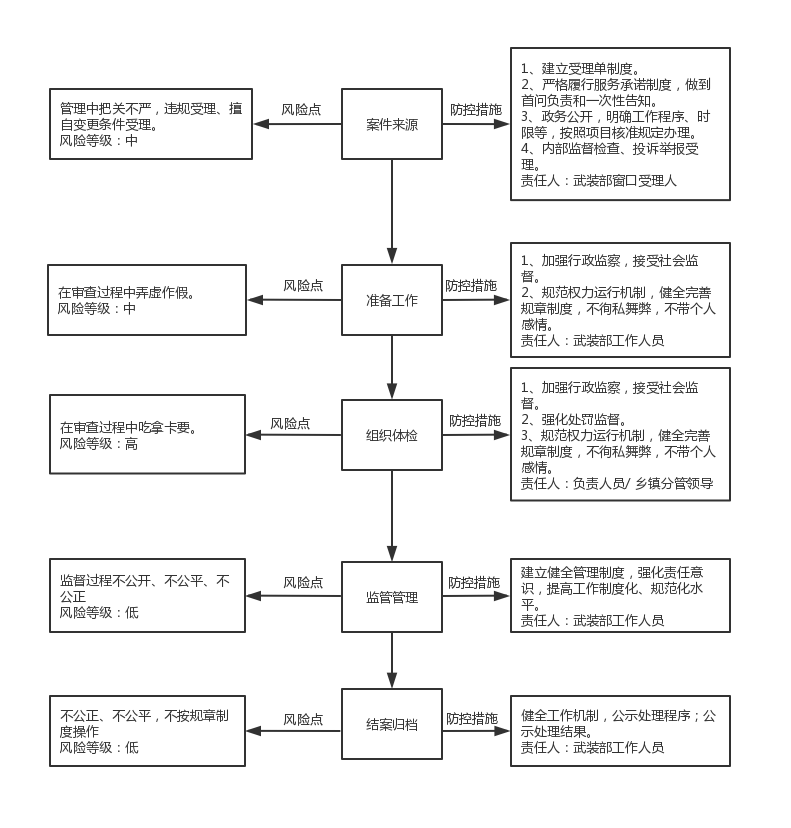 管理中把关不严，违规受理、擅
自变更条件受理。
风险等级：中
风险点
案件来源
防控措施
1、建立受理单制度。
2、严格履行服务承诺制度，做到
首问负责和一次性告知。
3、政务公开，明确工作程序、时
限等，按照项目核准规定办理。
4、内部监督检查、投诉举报受
理。
责任人：武装部窗口受理人
在审查过程中弄虚作假。
风险等级：中
风险点
准备工作
防控措施
1、加强行政监察，接受社会监
督。
2、规范权力运行机制，健全完善
规章制度，不徇私舞弊，不带个人
感情。
责任人：武装部工作人员
在审查过程中吃拿卡要。
风险等级：高
风险点
组织体检
防控措施
1、加强行政监察，接受社会监
督。
2、强化处罚监督。
3、规范权力运行机制，健全完善
规章制度，不徇私舞弊，不带个人
感情。
责任人：负责人员/ 乡镇分管领导
监督过程不公开、不公平、不
公正
风险等级：低
风险点
监管管理
防控措施
建立健全管理制度，强化责任意
识，提高工作制度化、规范化水
平。
责任人：武装部工作人员
不公正、不公平，不按规章制
度操作
风险等级：低
风险点
结案归档
防控措施
健全工作机制，公示处理程序；公
示处理结果。
责任人：武装部工作人员